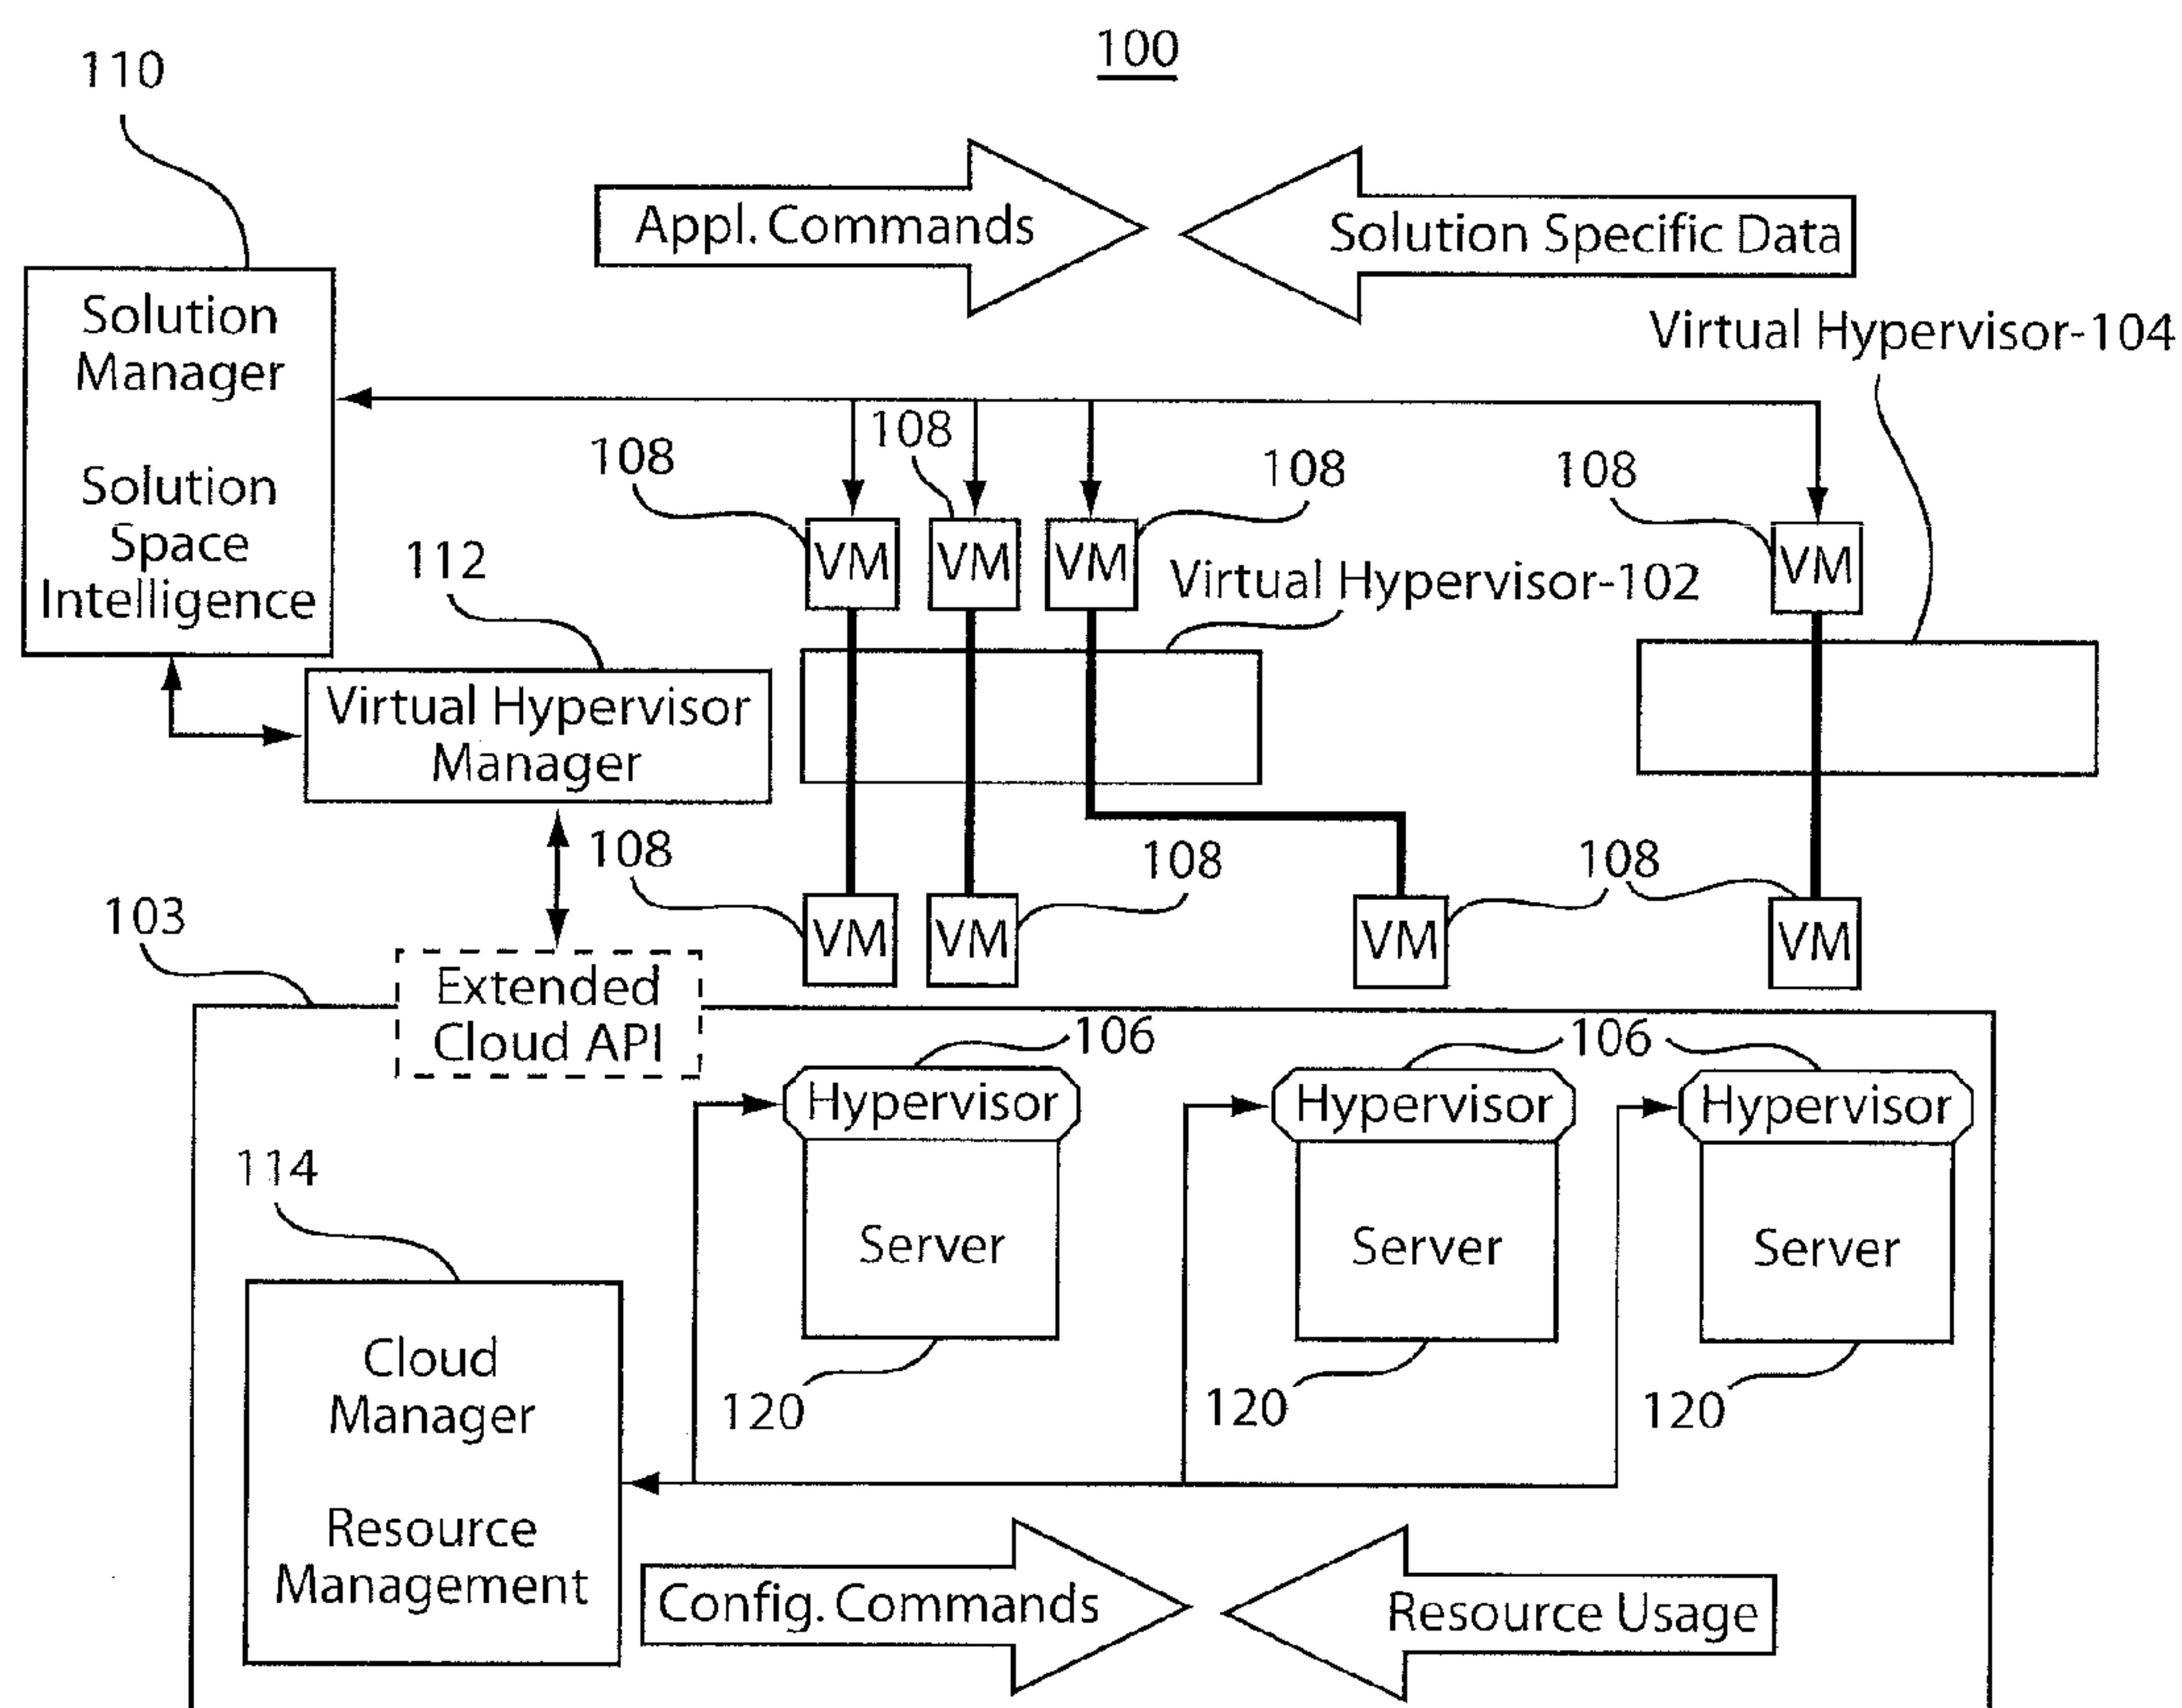 100
110
Appl. Commands
Solution Specific Data
Virtual Hypervisor-104
Solution
Manager
Solution
Space
Intelligence
108
108
108
108
VM
VM
VM
VM
112
Virtual Hypervisor-102
Virtual Hypervisor
Manager
108
108
108
VM
VM
VM
VM
103
Extended
Cloud API
106
106
Hypervisor
Hypervisor
Hypervisor
Server
Server
Server
114
120
120
120
Cloud
Manager
Resource
Management
Config. Commands
Resource Usage